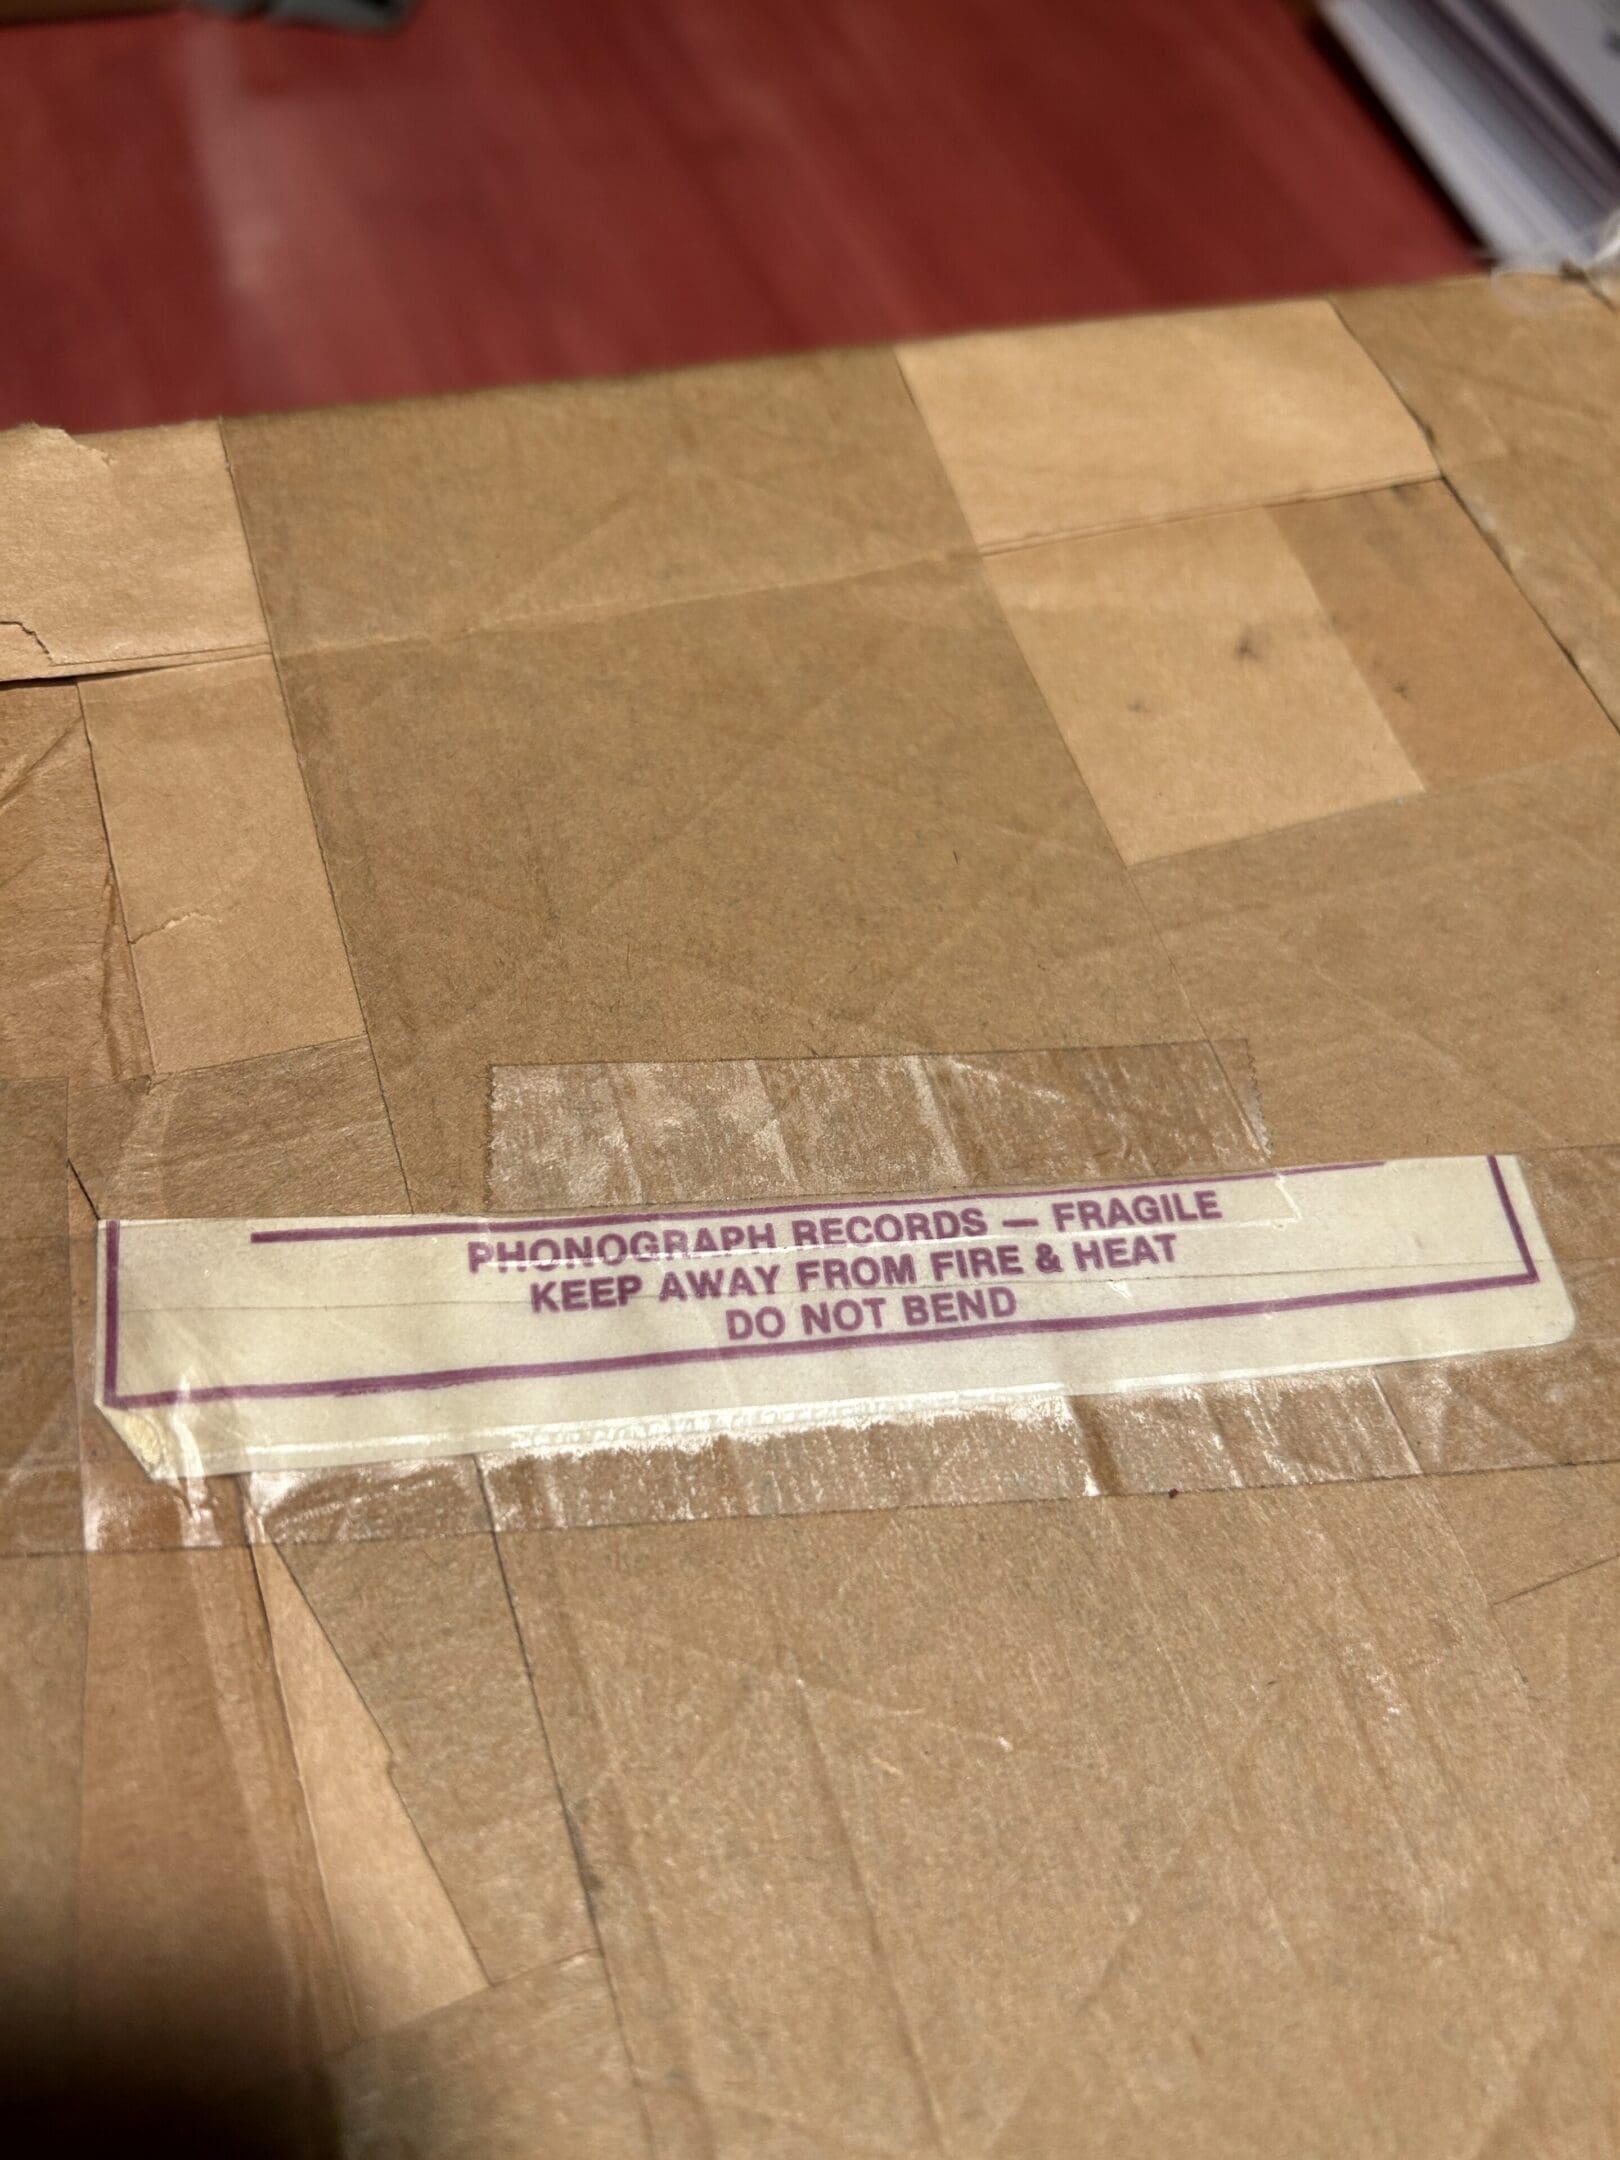 PHONOGRAPH RECORDS — FRAGILE
KEEP AWAY FROM FIRE & HEAT
DO NOT BEND